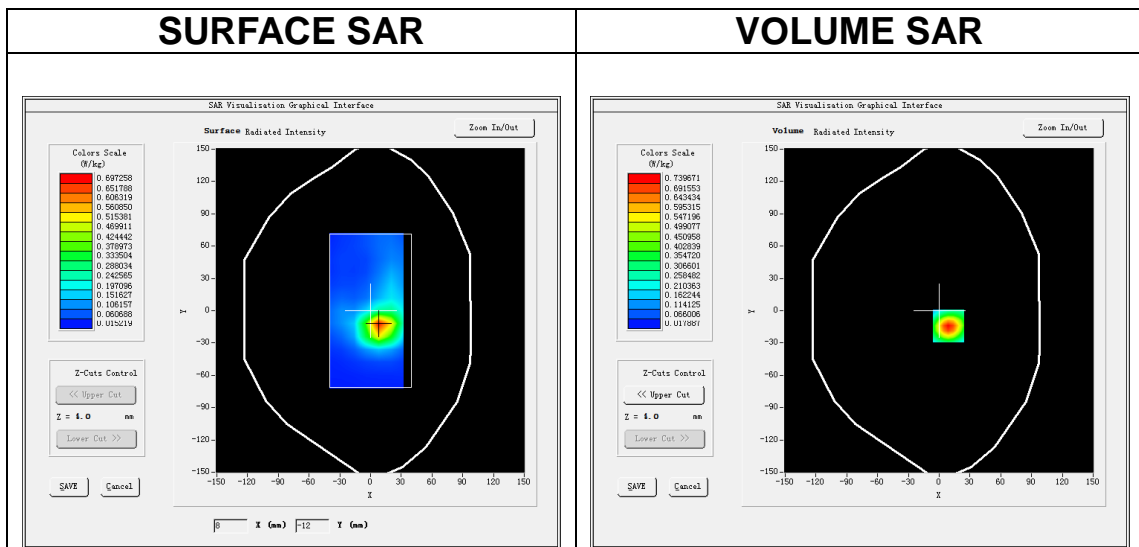 SURFACE SAR
VOLUME SAR
SAR Visualisation Graphical Interface
Surface Radiated Intensity
Zoom In/Out
Colors Scale
(W/kg)
0.697258
0.651788
0.606319
0.560850
0.515381
0.469911
0.424442
0.378973
0.333504
0.288034
0.242565
0.197096
0.151627
0.106157
0.060688
0.015219
Z-Cuts Control
<< Upper Cut
Z = 4.0 mm
Lower Cut >>
SAVE
Cancel
150
120
90
60
30
0
-30
-60
-90
-120
-150
Y
-150 -120 -90 -60 -30 0 30 60 90 120 150
X
8 X (mm) -12 Y (mm)
SAR Visualisation Graphical Interface
Volume Radiated Intensity
Zoom In/Out
Colors Scale
(W/kg)
0.739671
0.691553
0.643434
0.595315
0.547196
0.499077
0.450958
0.402839
0.354720
0.306601
0.258482
0.210363
0.162244
0.114125
0.066006
0.017887
Z-Cuts Control
<< Upper Cut
Z = 4.0 mm
Lower Cut >>
SAVE
Cancel
150
120
90
60
30
0
-30
-60
-90
-120
-150
Y
-150 -120 -90 -60 -30 0 30 60 90 120 150
X